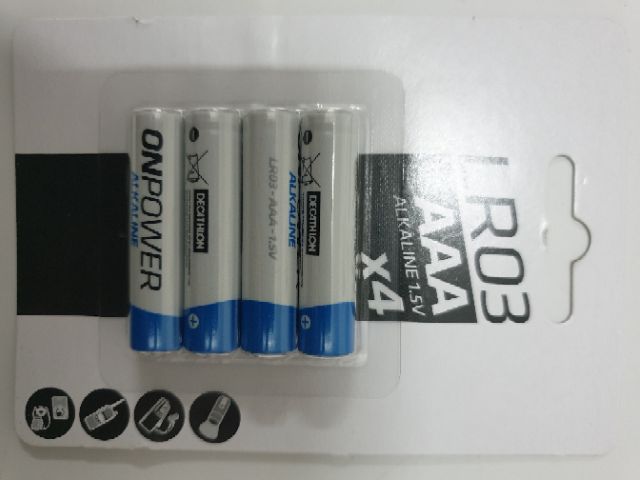 LR03
AAA
ALKALINE 1.5V
x4
ONPOWER
ALKALINE
DECATHLON
LR03-AAA-1.5V
ALKALINE
DECATHLON